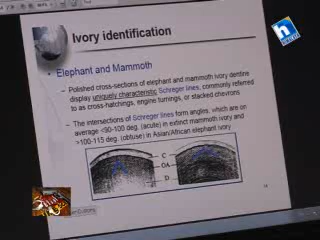 Ivory identification
• Elephant and Mammoth
– Polished cross-sections of elephant and mammoth ivory dentine
display uniquely characteristic Schreger lines, commonly referred
to as cross-hatchings, engine turnings, or stacked chevrons
– The intersections of Schreger lines form angles, which are on
average <90-100 deg. (acute) in extinct mammoth ivory and
>100-115 deg. (obtuse) in Asian/African elephant ivory
C
OA
D
h